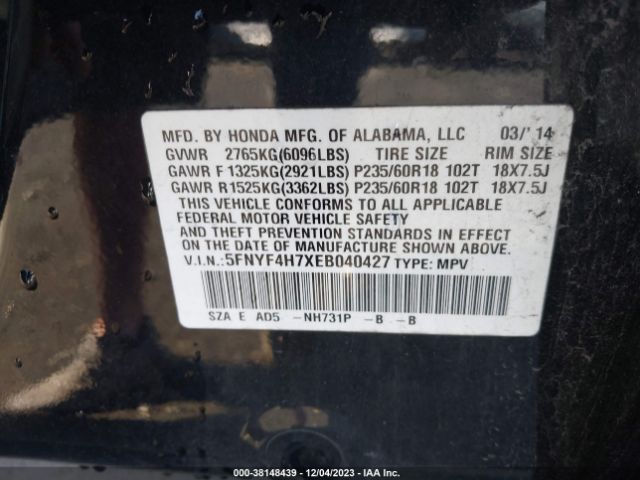 MFD. BY HONDA MFG. OF ALABAMA, LLC 03/'14
GVWR 2765KG(6096LBS) TIRE SIZE RIM SIZE
GAWR F 1325KG(2921LBS) P235/60R18 102T 18X7.5J
GAWR R 1525KG(3362LBS) P235/60R18 102T 18X7.5J
THIS VEHICLE CONFORMS TO ALL APPLICABLE
FEDERAL MOTOR VEHICLE SAFETY
AND THEFT PREVENTION STANDARDS IN EFFECT
ON THE DATE OF MANUFACTURE SHOWN ABOVE.
V.I.N.:5FNYF4H7XEB040427 TYPE: MPV
SZA E AD5 -NH731P -B -B
000-38148439 - 12/04/2023 - IAA Inc.